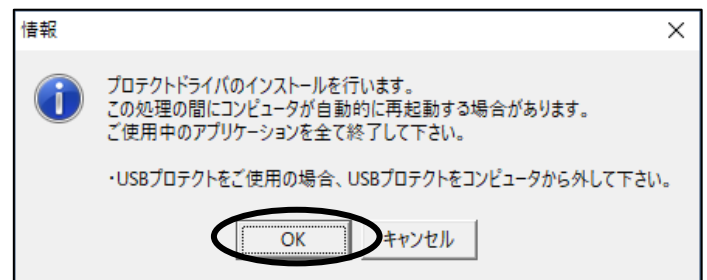 情報
プロテクトドライバのインストールを行います。
この処理の間にコンピュータが自動的に再起動する場合があります。
ご使用中のアプリケーションを全て終了して下さい。
・USBプロテクトをご使用の場合、USBプロテクトをコンピュータから外して下さい。
OK キャンセル